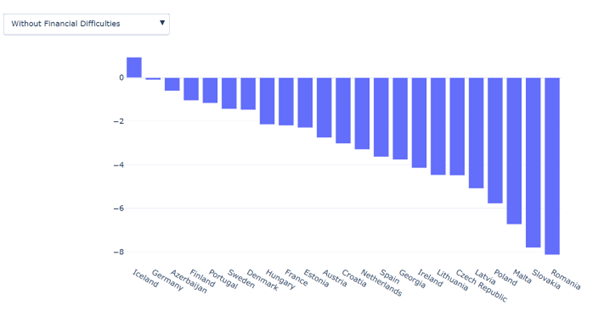 Without Financial Difficulties
0
−2
−4
−6
−8
Iceland
Germany
Azerbaijan
Finland
Portugal
Sweden
Denmark
Hungary
France
Estonia
Austria
Croatia
Netherlands
Spain
Georgia
Ireland
Lithuania
Czech Republic
Latvia
Poland
Malta
Slovakia
Romania